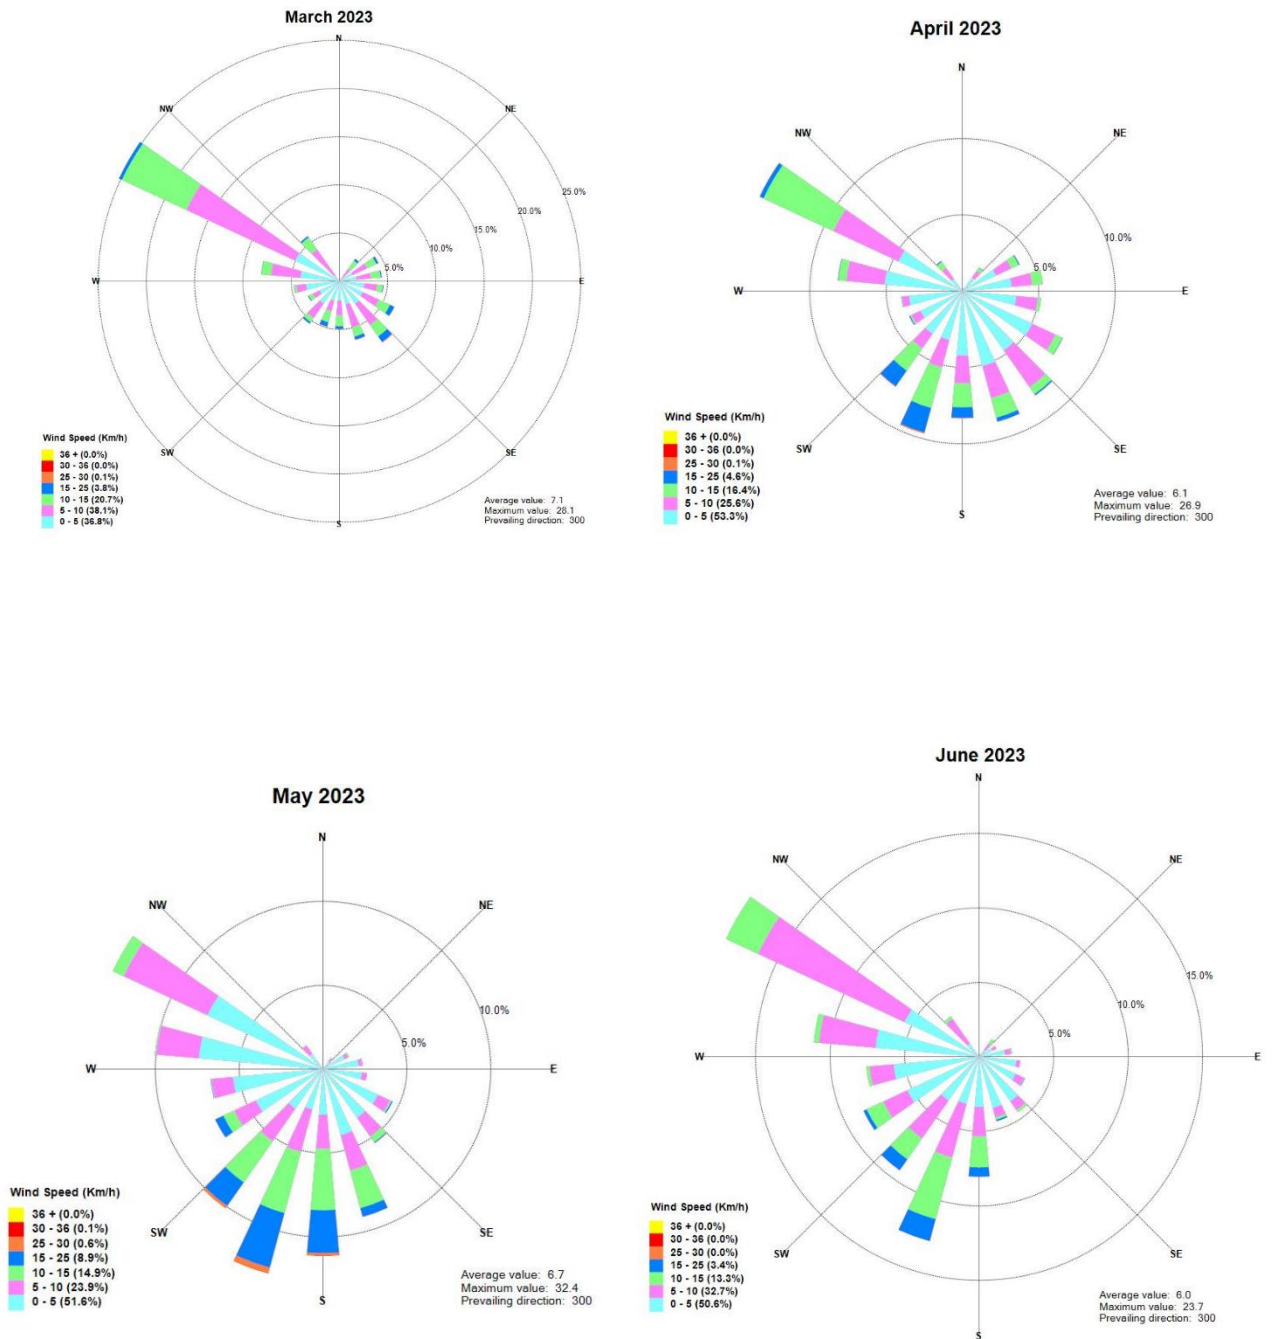 March 2023
N
NW
NE
25.0%
20.0%
15.0%
10.0%
5.0%
W
E
SW
SE
S
Wind Speed (Km/h)
36 + (0.0%)
30 - 36 (0.0%)
25 - 30 (0.1%)
15 - 25 (3.8%)
10 - 15 (20.7%)
5 - 10 (38.1%)
0 - 5 (36.8%)
Average value: 7.1
Maximum value: 28.1
Prevailing direction: 300
April 2023
N
NW
NE
10.0%
5.0%
W
E
SW
SE
S
Wind Speed (Km/h)
36 + (0.0%)
30 - 36 (0.0%)
25 - 30 (0.1%)
15 - 25 (4.6%)
10 - 15 (16.4%)
5 - 10 (25.6%)
0 - 5 (53.3%)
Average value: 6.1
Maximum value: 26.9
Prevailing direction: 300
May 2023
N
NW
NE
10.0%
5.0%
W
E
SW
SE
S
Wind Speed (Km/h)
36 + (0.0%)
30 - 36 (0.1%)
25 - 30 (0.6%)
15 - 25 (8.9%)
10 - 15 (14.9%)
5 - 10 (23.9%)
0 - 5 (51.6%)
Average value: 6.7
Maximum value: 32.4
Prevailing direction: 300
June 2023
N
NW
NE
15.0%
10.0%
5.0%
W
E
SW
SE
S
Wind Speed (Km/h)
36 + (0.0%)
30 - 36 (0.0%)
25 - 30 (0.0%)
15 - 25 (3.4%)
10 - 15 (13.3%)
5 - 10 (32.7%)
0 - 5 (50.6%)
Average value: 6.0
Maximum value: 23.7
Prevailing direction: 300